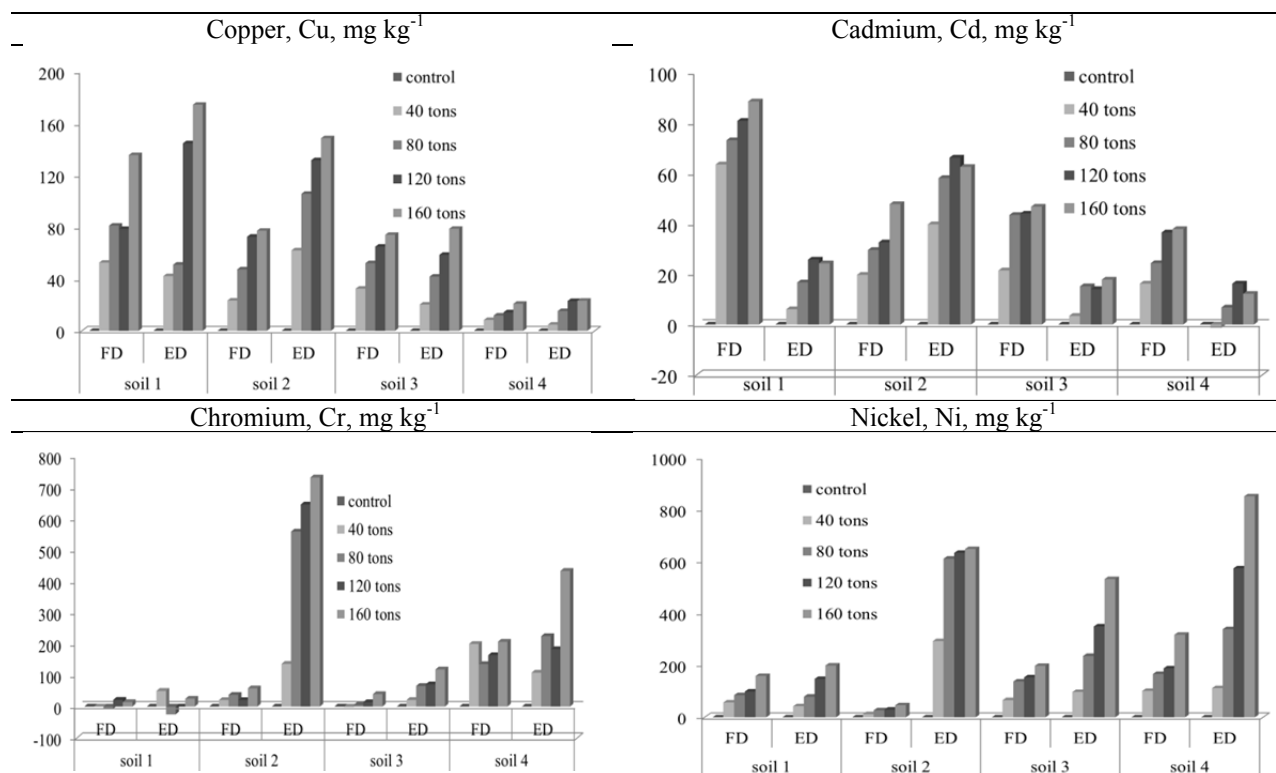 Copper, Cu, mg kg-1
200
160
120
80
40
0
control
40 tons
80 tons
120 tons
160 tons
FD ED FD ED FD ED FD ED
soil 1 soil 2 soil 3 soil 4
Cadmium, Cd, mg kg-1
100
80
60
40
20
0
-20
control
40 tons
80 tons
120 tons
160 tons
FD ED FD ED FD ED FD ED
soil 1 soil 2 soil 3 soil 4
Chromium, Cr, mg kg-1
800
700
600
500
400
300
200
100
0
-100
control
40 tons
80 tons
120 tons
160 tons
FD ED FD ED FD ED FD ED
soil 1 soil 2 soil 3 soil 4
Nickel, Ni, mg kg-1
1000
800
600
400
200
0
control
40 tons
80 tons
120 tons
160 tons
FD ED FD ED FD ED FD ED
soil 1 soil 2 soil 3 soil 4